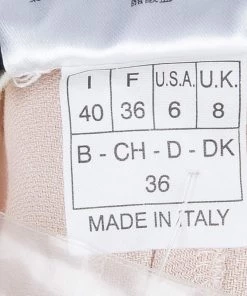 I F U.S.A. U.K.
40 36 6 8
B - CH - D - DK
36
MADE IN ITALY